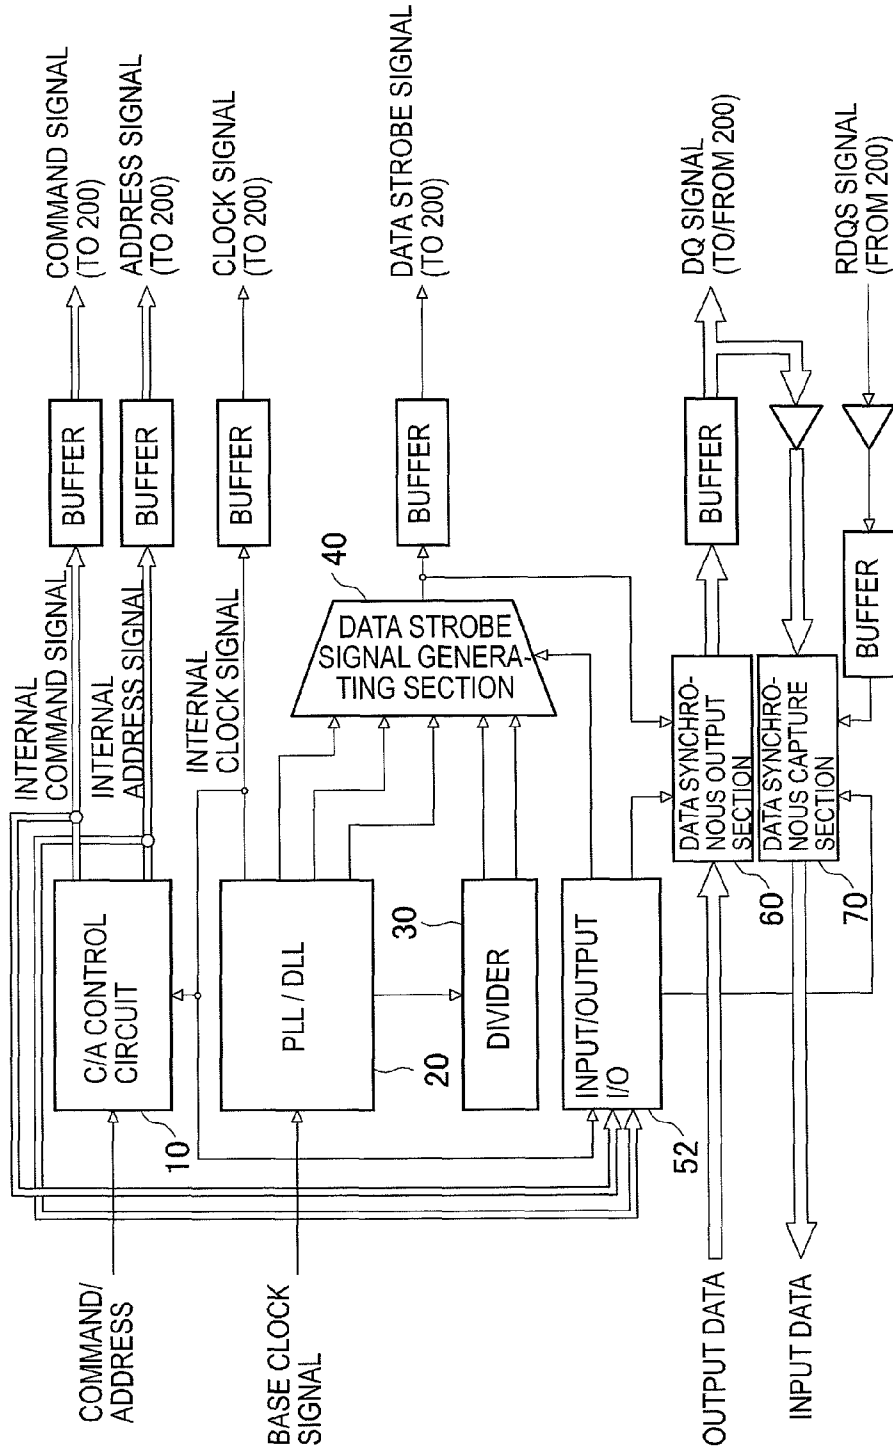 COMMAND/
ADDRESS
10
C/A CONTROL
CIRCUIT
INTERNAL
COMMAND SIGNAL
BUFFER
COMMAND SIGNAL
(TO 200)
INTERNAL
ADDRESS SIGNAL
BUFFER
ADDRESS SIGNAL
(TO 200)
BASE CLOCK
SIGNAL
PLL / DLL
20
INTERNAL
CLOCK SIGNAL
BUFFER
CLOCK SIGNAL
(TO 200)
30
DIVIDER
40
DATA STROBE
SIGNAL GENERA-
TING SECTION
BUFFER
DATA STROBE SIGNAL
(TO 200)
INPUT/OUTPUT
I/O
52
OUTPUT DATA
60
DATA SYNCHRO-
NOUS OUTPUT
SECTION
BUFFER
DQ SIGNAL
(TO/FROM 200)
INPUT DATA
70
DATA SYNCHRO-
NOUS CAPTURE
SECTION
BUFFER
RDQS SIGNAL
(FROM 200)